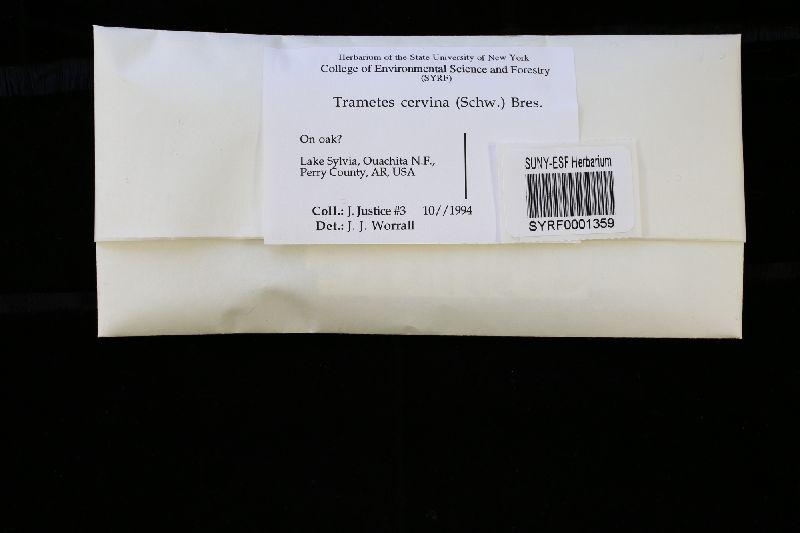 Herbarium of the State University of New York
College of Environmental Science and Forestry
(SYRF)
Trametes cervina (Schw.) Bres.
On oak?
Lake Sylvia, Ouachita N.F.,
Perry County, AR, USA
Coll.: J. Justice #3 10//1994
Det.: J. J. Worrall
SUNY-ESF Herbarium
SYRF0001359